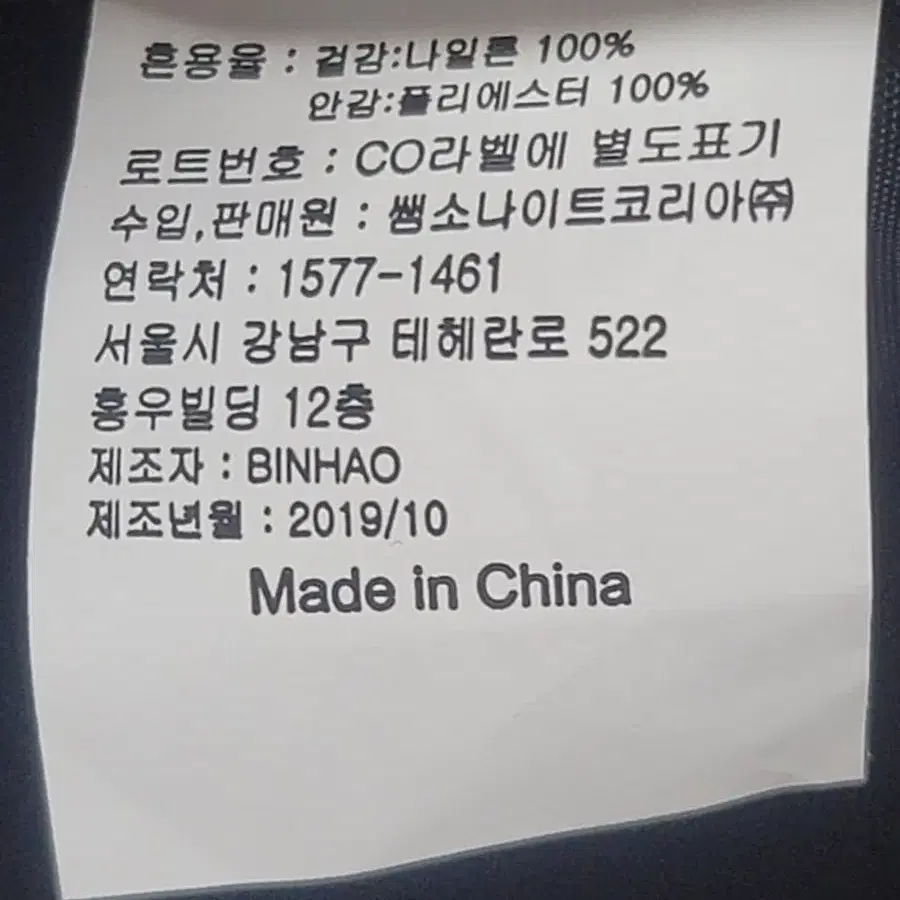 혼용율 : 겉감:나일론 100%
안감:폴리에스터 100%
로트번호 : CO라벨에 별도표기
수입,판매원 : 쌤소나이트코리아㈜
연락처 : 1577-1461
서울시 강남구 테헤란로 522
홍우빌딩 12층
제조자 : BINHAO
제조년월 : 2019/10
Made in China